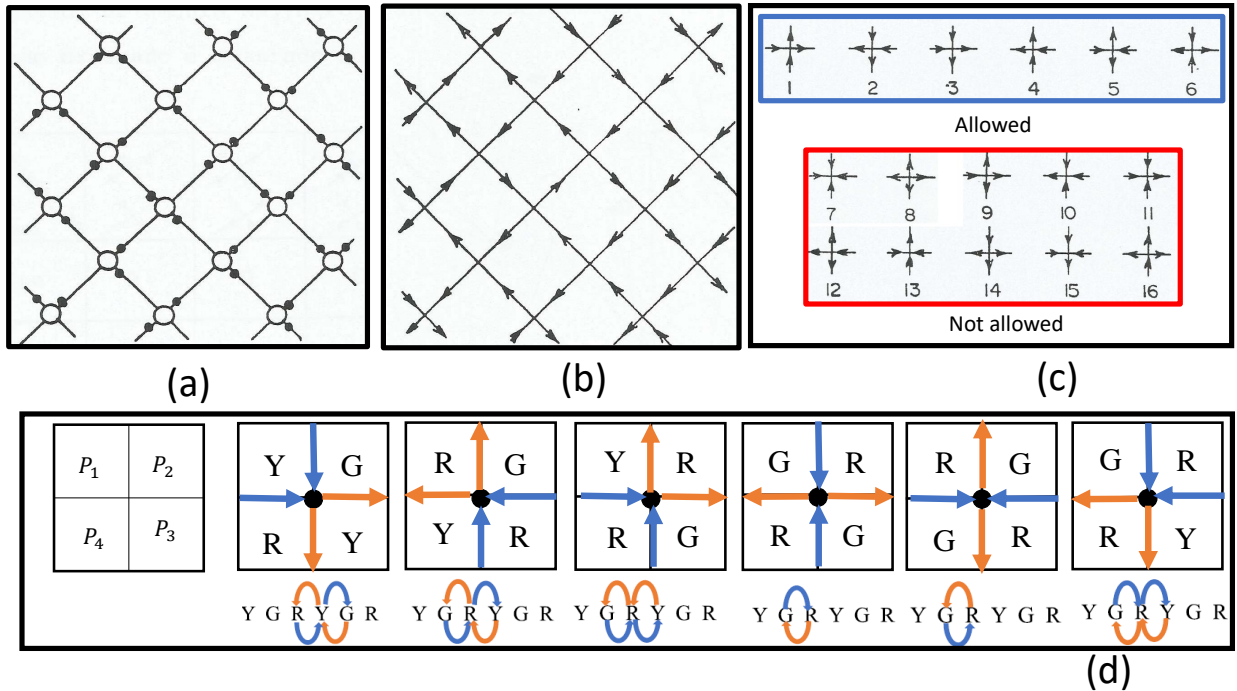 (a)
(b)
1 2 3 4 5 6
Allowed
7 8 9 10 11
12 13 14 15 16
Not allowed
(c)
P1 P2
P4 P3
Y G
R Y
R G
Y R
Y R
G
G R
R G
R Y
G R
G R
Y
Y G R Y G R
Y G R Y G R
Y G R Y G R
Y G R Y G R
Y G R Y G R
Y G R Y G R
(d)